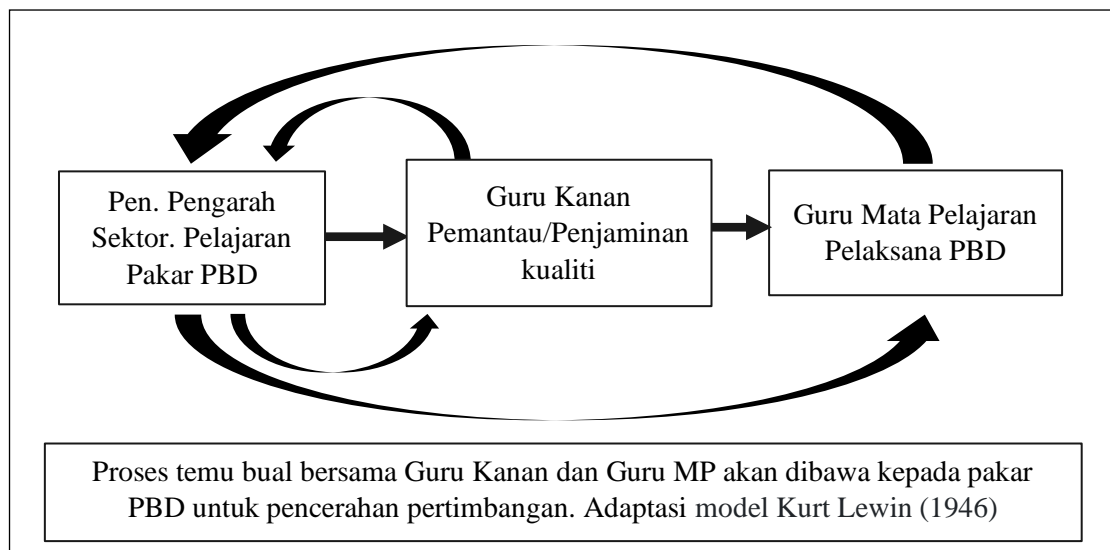 Pen. Pengarah
Sektor. Pelajaran
Pakar PBD
Guru Kanan
Pemantau/Penjaminan
kualiti
Guru Mata Pelajaran
Pelaksana PBD
Proses temu bual bersama Guru Kanan dan Guru MP akan dibawa kepada pakar
PBD untuk pencerahan pertimbangan. Adaptasi model Kurt Lewin (1946)